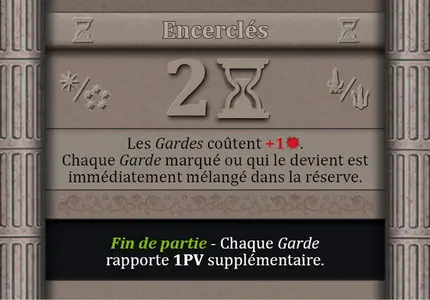 Encerclés
2
Les Gardes coûtent +1.
Chaque Garde marqué ou qui le devient est
immédiatement mélangé dans la réserve.
Fin de partie - Chaque Garde
rapporte 1PV supplémentaire.